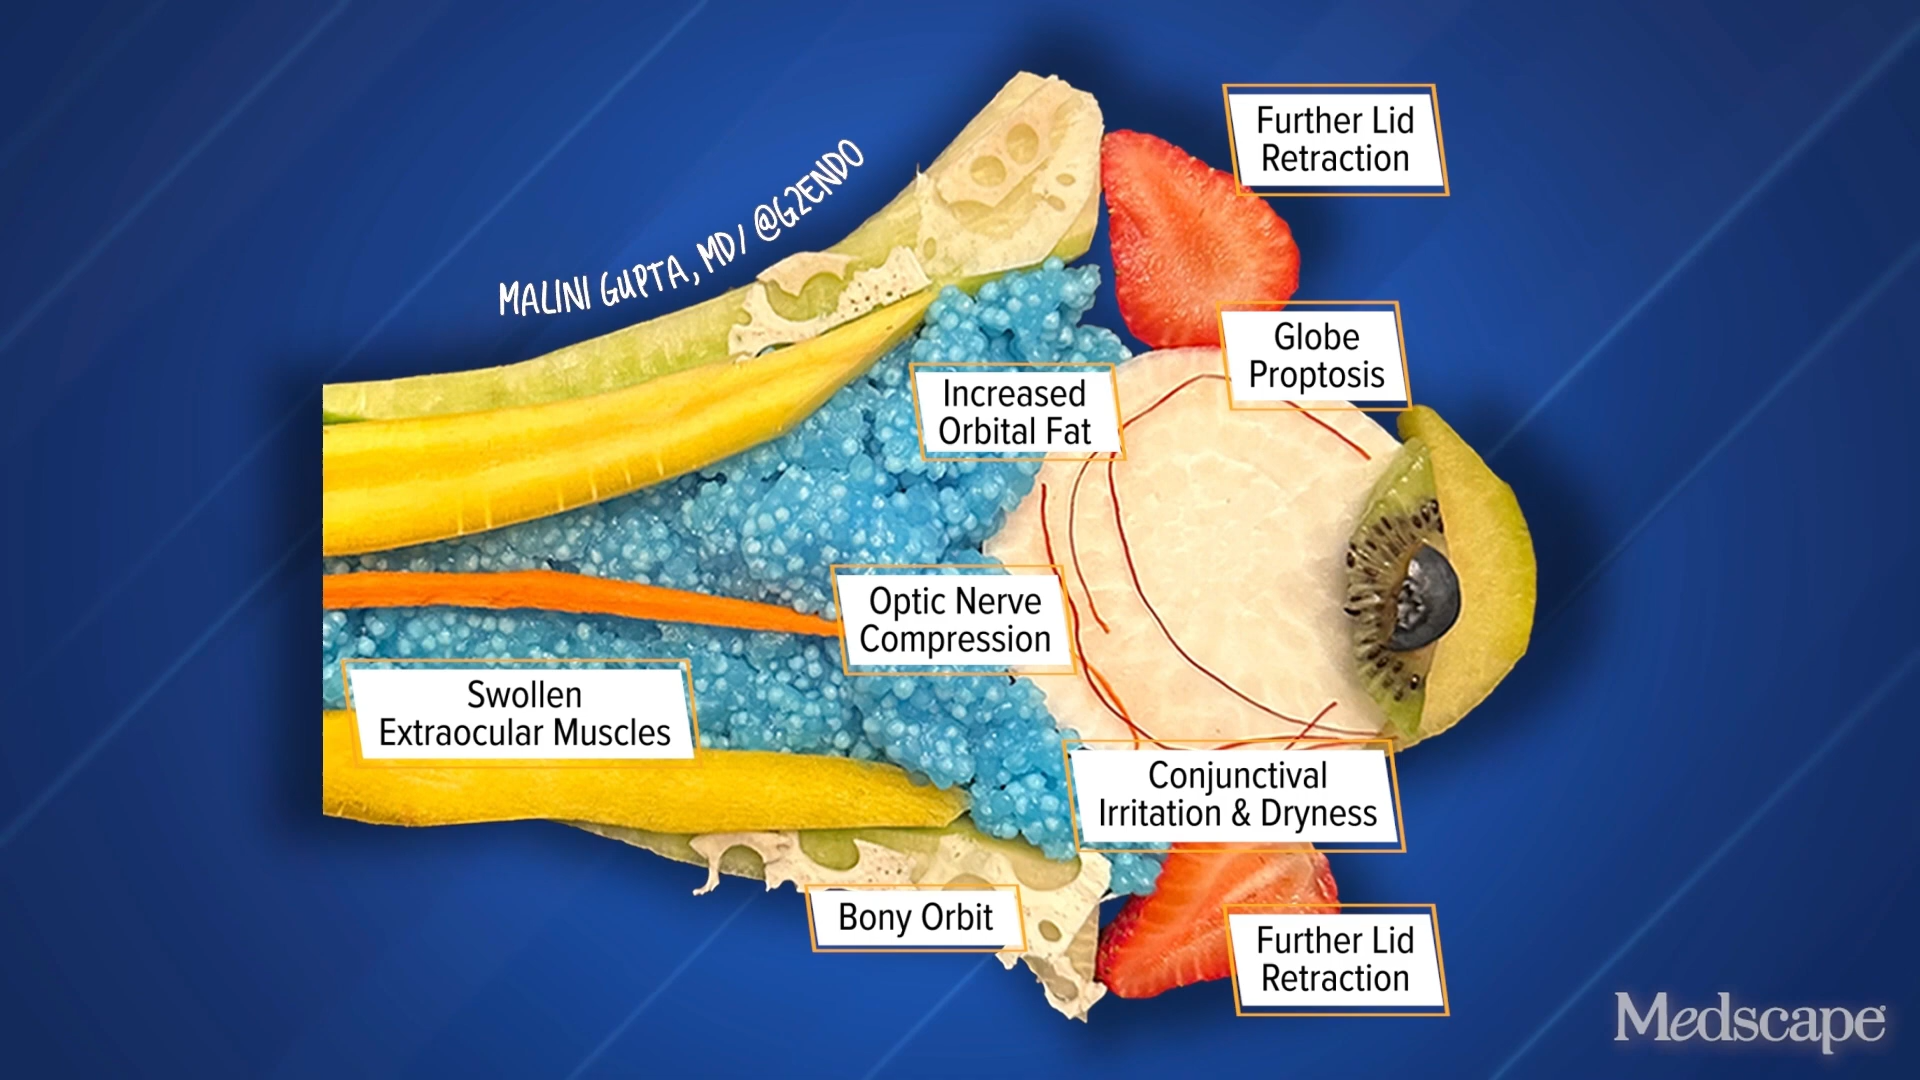 MALINI GUPTA, MD/ @G2ENDO
Further Lid
Retraction
Globe
Proptosis
Increased
Orbital Fat
Optic Nerve
Compression
Swollen
Extraocular Muscles
Conjunctival
Irritation & Dryness
Bony Orbit
Further Lid
Retraction
Medscape